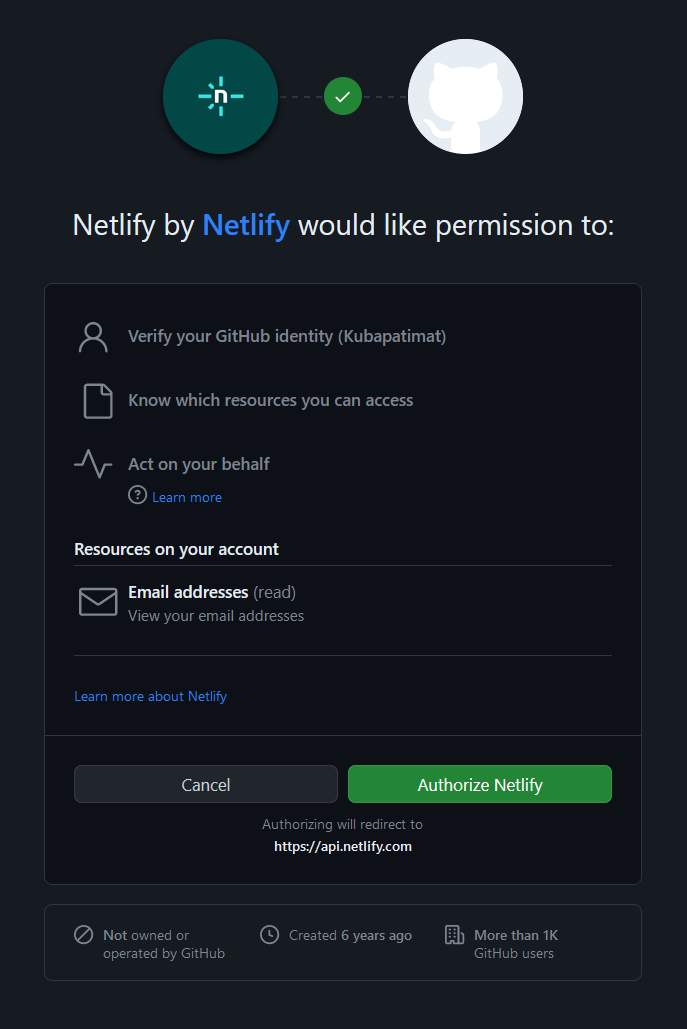 n
Netlify by Netlify would like permission to:
Verify your GitHub identity (Kubapatimat)
Know which resources you can access
Act on your behalf
? Learn more
Resources on your account
Email addresses (read)
View your email addresses
Learn more about Netlify
Cancel
Authorize Netlify
Authorizing will redirect to
https://api.netlify.com
Not owned or
operated by GitHub
Created 6 years ago
More than 1K
GitHub users